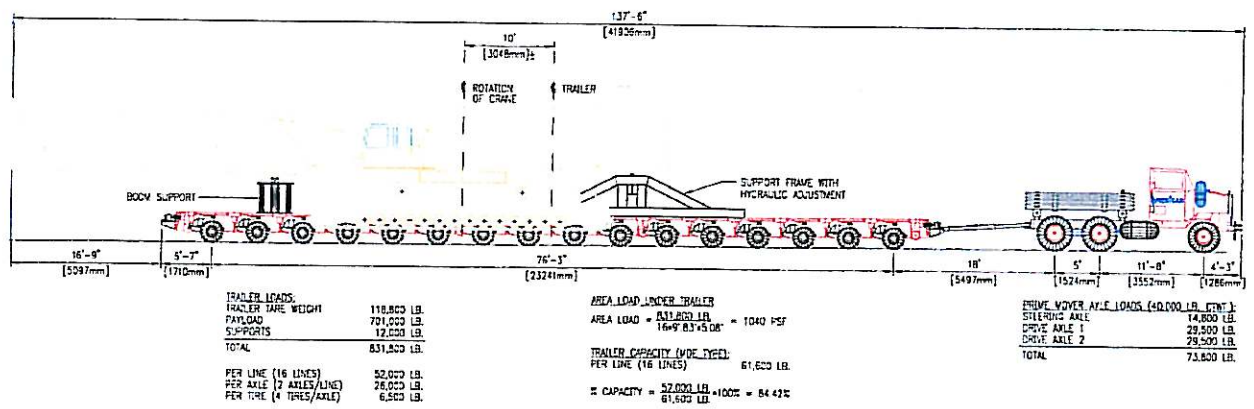 137'-6"
[41936mm]
10'
[3048mm]±
ROTATION
OF CRANE
TRAILER
BOOM SUPPORT
SUPPORT FRAME WITH
HYDRAULIC ADJUSTMENT
16'-9" 5'-7" 76'-3" 18' 5' 11'-8" 4'-3"
[5097mm] [1710mm] [23241mm] [5497mm] [1524mm] [3552mm] [1286mm]
TRAILER LOADS:
TRAILER TARE WEIGHT 118,800 LB.
PAYLOAD 701,000 LB.
SUPPORTS 12,000 LB.
TOTAL 831,800 LB.
PER LINE (16 LINES) 52,000 LB.
PER AXLE (2 AXLES/LINE) 26,000 LB.
PER TIRE (4 TIRES/AXLE) 6,500 LB.
AREA LOAD UNDER TRAILER
AREA LOAD = 831,800 LB. = 1040 PSF
16*9.83'*5.08'
TRAILER CAPACITY (WIDE TYPE):
PER LINE (16 LINES) 61,600 LB.
% CAPACITY = 52,000 LB. *100% = 84.42%
61,600 LB.
PRIME MOVER AXLE LOADS (40,000 LB. CTWT.):
STEERING AXLE 14,800 LB.
DRIVE AXLE 1 29,500 LB.
DRIVE AXLE 2 29,500 LB.
TOTAL 73,800 LB.